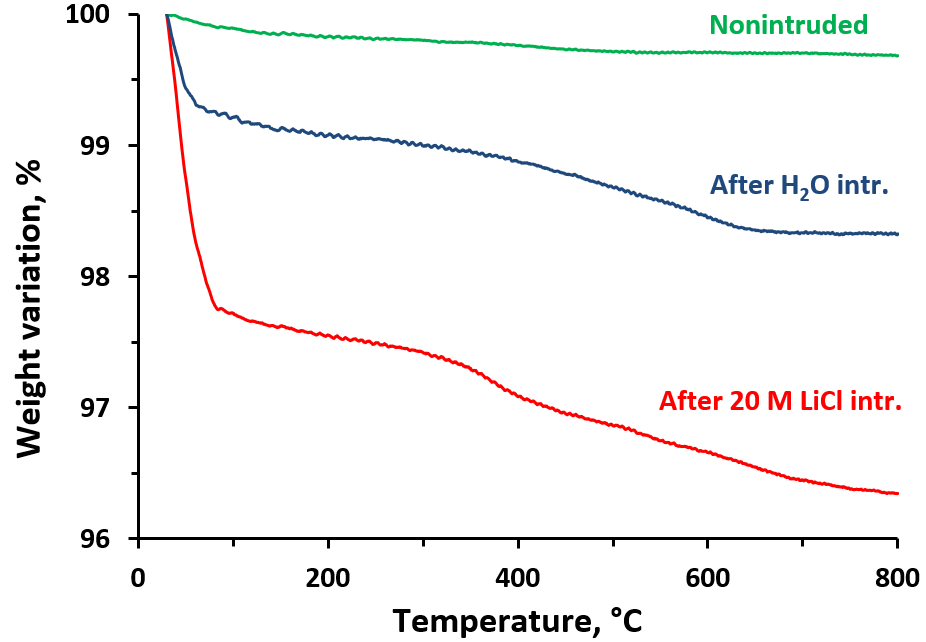 100
Nonintruded
99
After H₂O intr.
98
97
After 20 M LiCl intr.
96
0 200 400 600 800
Temperature, °C
Weight variation, %